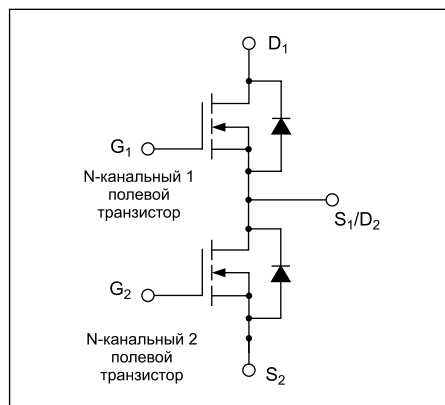 D₁
G₁
N-канальный 1
полевой
транзистор
S₁/D₂
G₂
N-канальный 2
полевой
транзистор
S₂